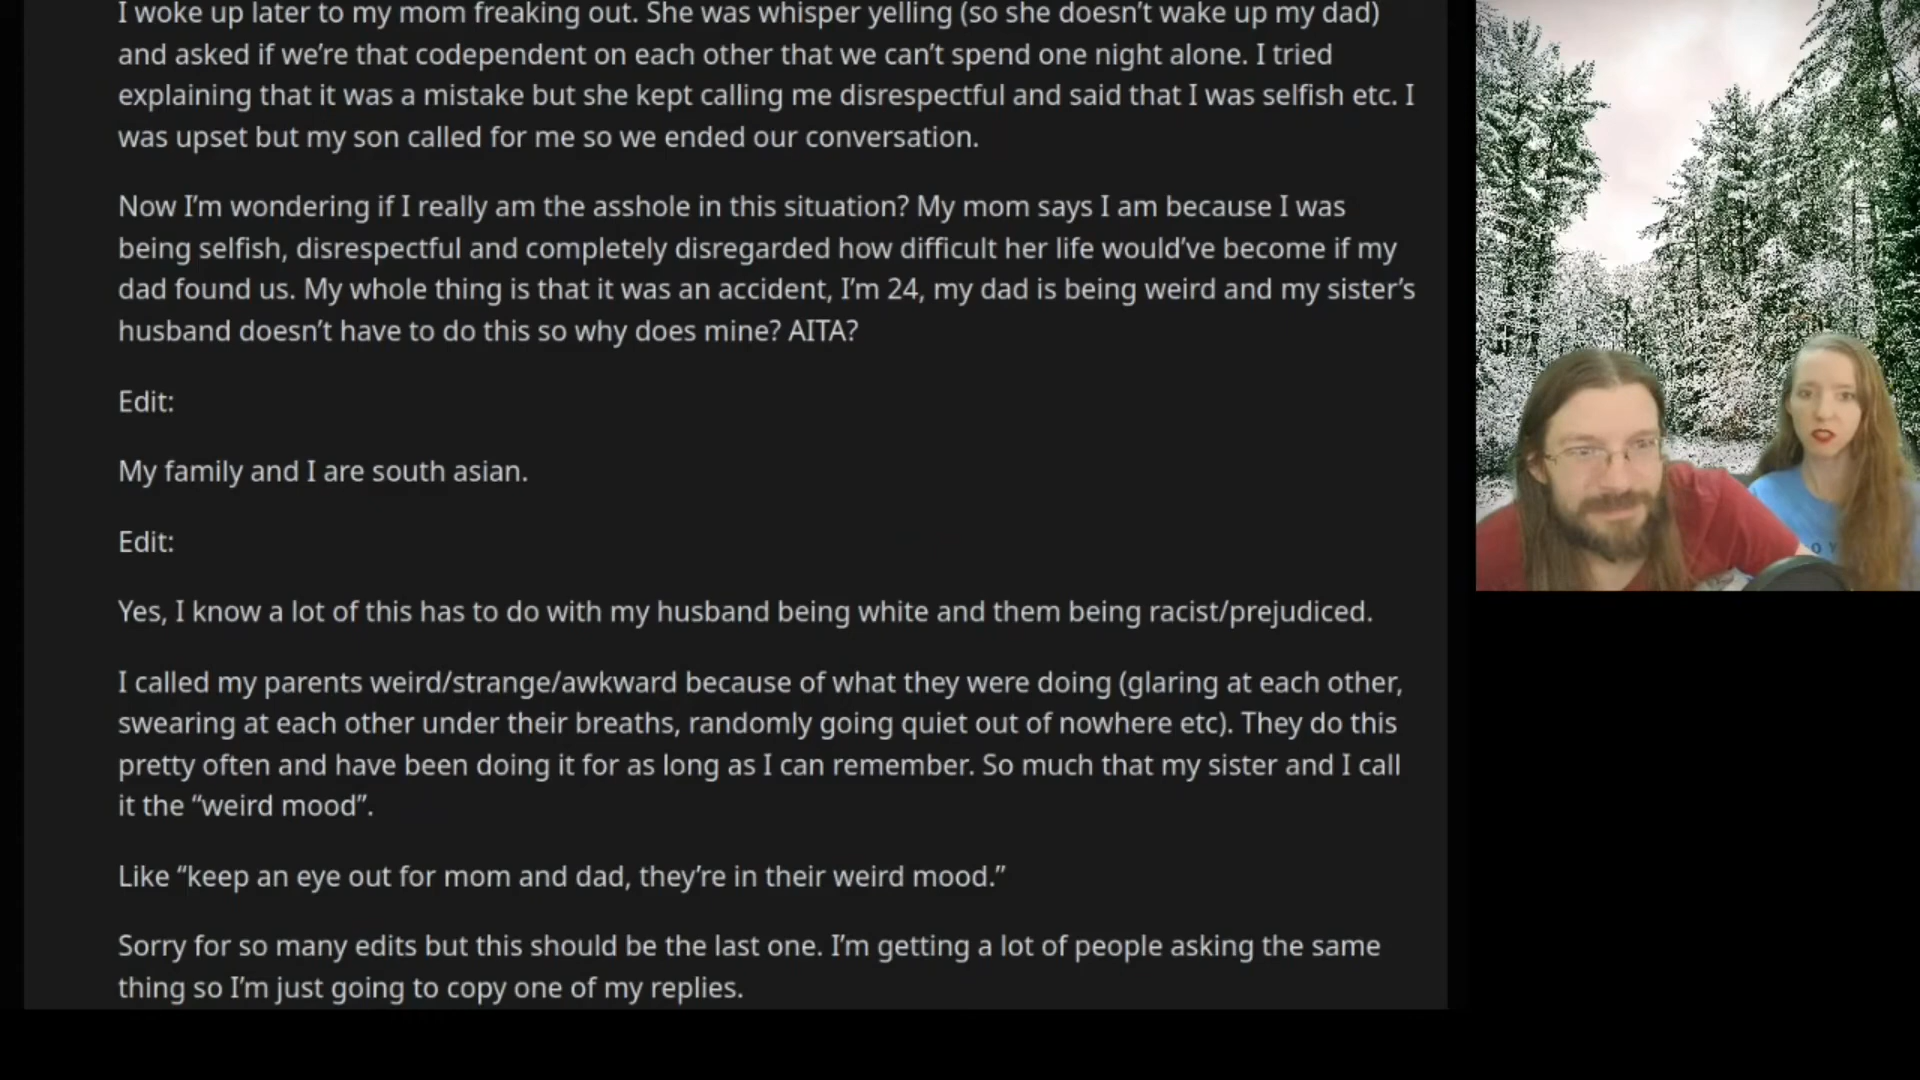 I woke up later to my mom freaking out. She was whisper yelling (so she doesn’t wake up my dad)
and asked if we’re that codependent on each other that we can’t spend one night alone. I tried
explaining that it was a mistake but she kept calling me disrespectful and said that I was selfish etc. I
was upset but my son called for me so we ended our conversation.
Now I’m wondering if I really am the asshole in this situation? My mom says I am because I was
being selfish, disrespectful and completely disregarded how difficult her life would’ve become if my
dad found us. My whole thing is that it was an accident, I’m 24, my dad is being weird and my sister’s
husband doesn’t have to do this so why does mine? AITA?
Edit:
My family and I are south asian.
Edit:
Yes, I know a lot of this has to do with my husband being white and them being racist/prejudiced.
I called my parents weird/strange/awkward because of what they were doing (glaring at each other,
swearing at each other under their breaths, randomly going quiet out of nowhere etc). They do this
pretty often and have been doing it for as long as I can remember. So much that my sister and I call
it the “weird mood”.
Like “keep an eye out for mom and dad, they’re in their weird mood.”
Sorry for so many edits but this should be the last one. I’m getting a lot of people asking the same
thing so I’m just going to copy one of my replies.